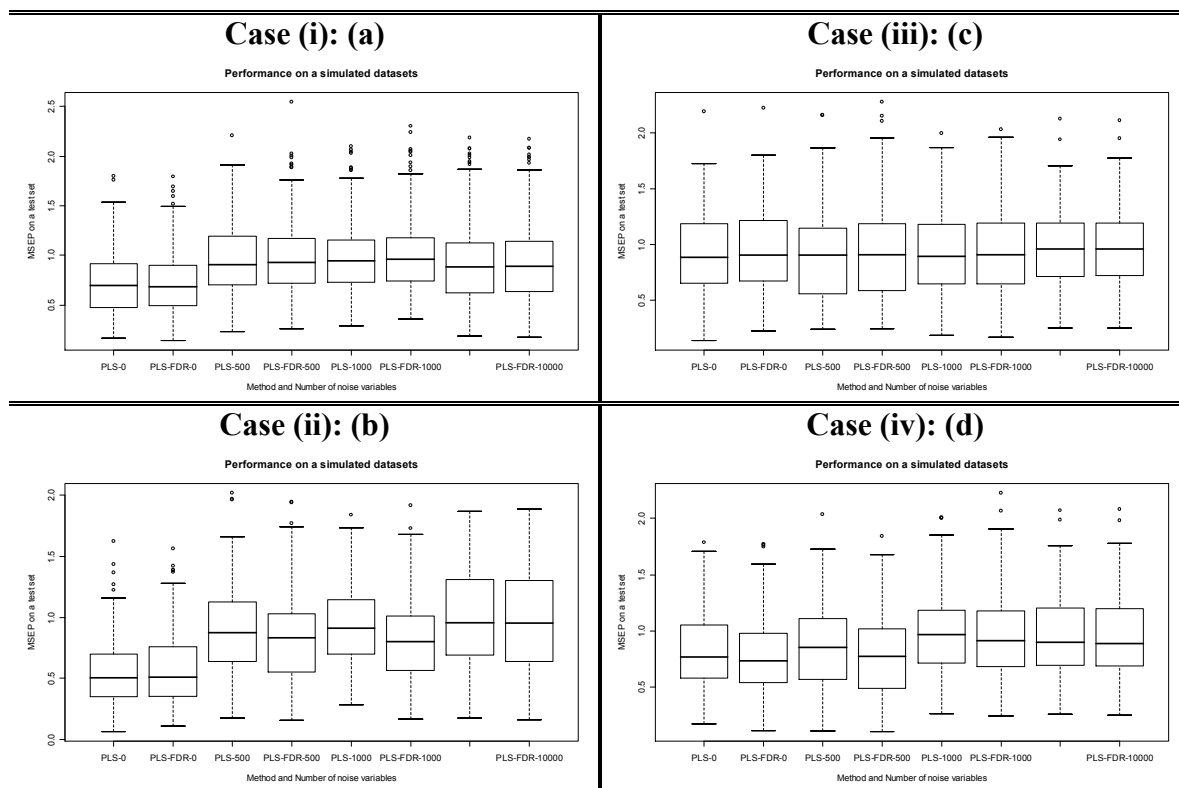 Case (i): (a)
Performance on a simulated datasets
MSEP on a test set
2.5
2.0
1.5
1.0
0.5
PLS-0 PLS-FDR-0 PLS-500 PLS-FDR-500 PLS-1000 PLS-FDR-1000 PLS-FDR-10000
Method and Number of noise variables
Case (iii): (c)
Performance on a simulated datasets
MSEP on a test set
2.0
1.5
1.0
0.5
PLS-0 PLS-FDR-0 PLS-500 PLS-FDR-500 PLS-1000 PLS-FDR-1000 PLS-FDR-10000
Method and Number of noise variables
Case (ii): (b)
Performance on a simulated datasets
MSEP on a test set
2.0
1.5
1.0
0.5
0.0
PLS-0 PLS-FDR-0 PLS-500 PLS-FDR-500 PLS-1000 PLS-FDR-1000 PLS-FDR-10000
Method and Number of noise variables
Case (iv): (d)
Performance on a simulated datasets
MSEP on a test set
2.0
1.5
1.0
0.5
PLS-0 PLS-FDR-0 PLS-500 PLS-FDR-500 PLS-1000 PLS-FDR-1000 PLS-FDR-10000
Method and Number of noise variables